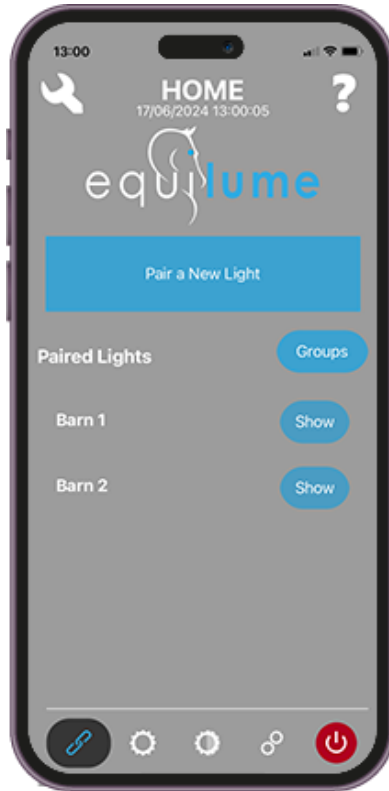 13:00
HOME
17/06/2024 13:00:05
equilume
Pair a New Light
Paired Lights
Groups
Barn 1
Show
Barn 2
Show